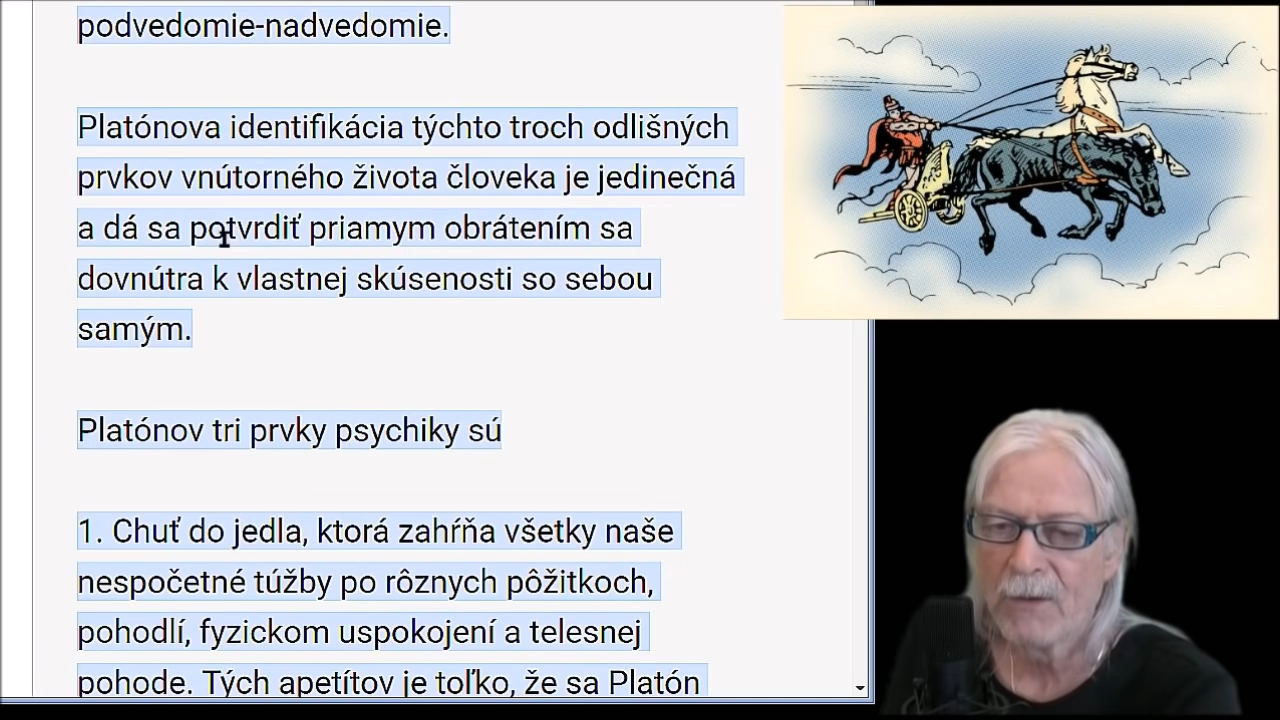 podvedomie-nadvedomie.
Platónova identifikácia týchto troch odlišných
prvkov vnútorného života človeka je jedinečná
a dá sa potvrdiť priamym obrátením sa
dovnútra k vlastnej skúsenosti so sebou
samým.
Platónov tri prvky psychiky sú
1. Chuť do jedla, ktorá zahŕňa všetky naše
nespočetné túžby po rôznych pôžitkoch,
pohodlí, fyzickom uspokojení a telesnej
pohode. Tých apetítov je toľko, že sa Platón